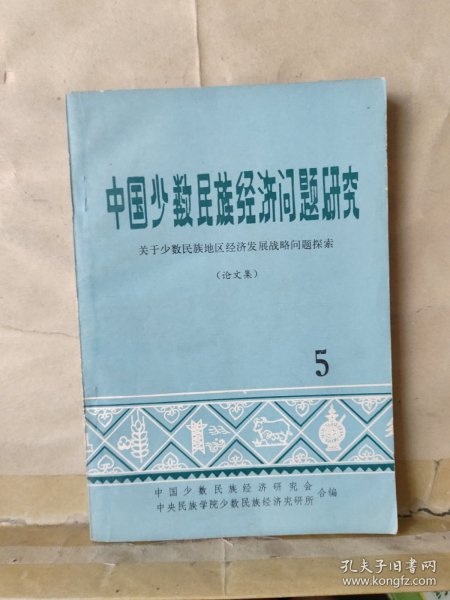 中国少数民族经济问题研究
关于少数民族地区经济发展战略问题探索
（论文集）
5
中国少数民族经济研究会
中央民族学院少数民族经济究研所
合编
孔夫子旧书网
www.kongfz.com